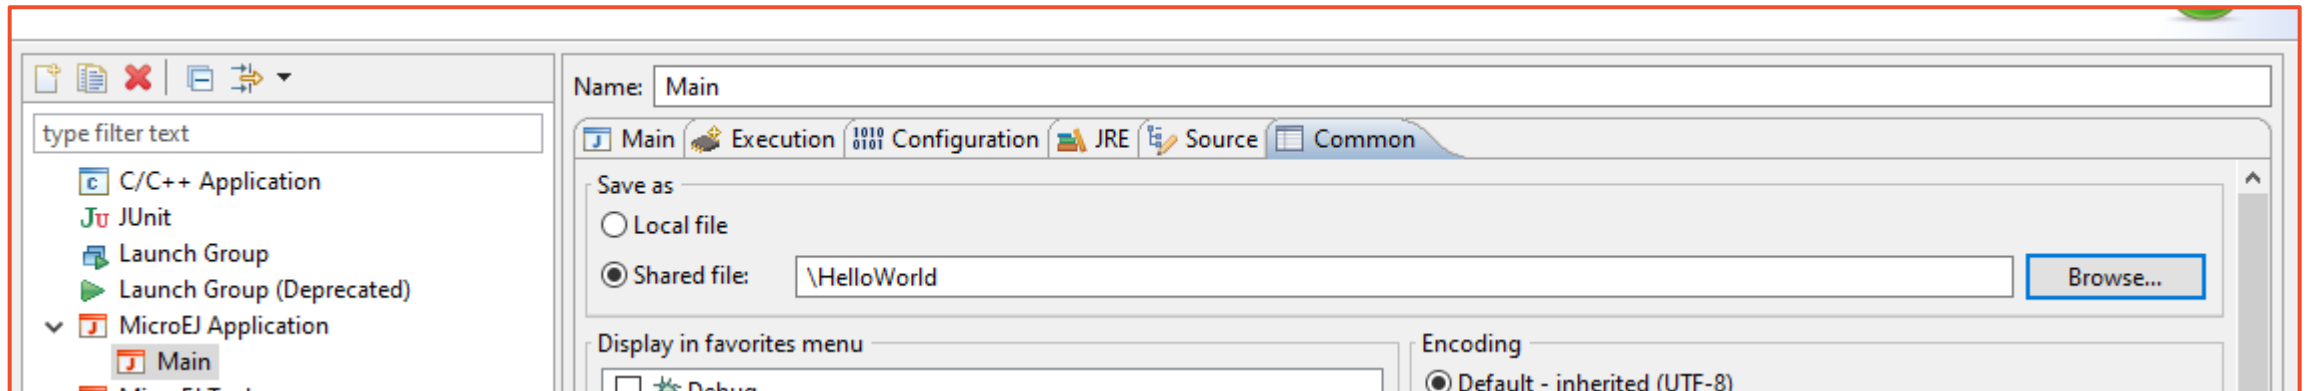 Name: Main
type filter text
Main Execution Configuration JRE Source Common
C/C++ Application
JUnit
Launch Group
Launch Group (Deprecated)
MicroEJ Application
Main
Save as
Local file
Shared file: \HelloWorld Browse...
Display in favorites menu
Encoding
Debug
Default - inherited (UTF-8)